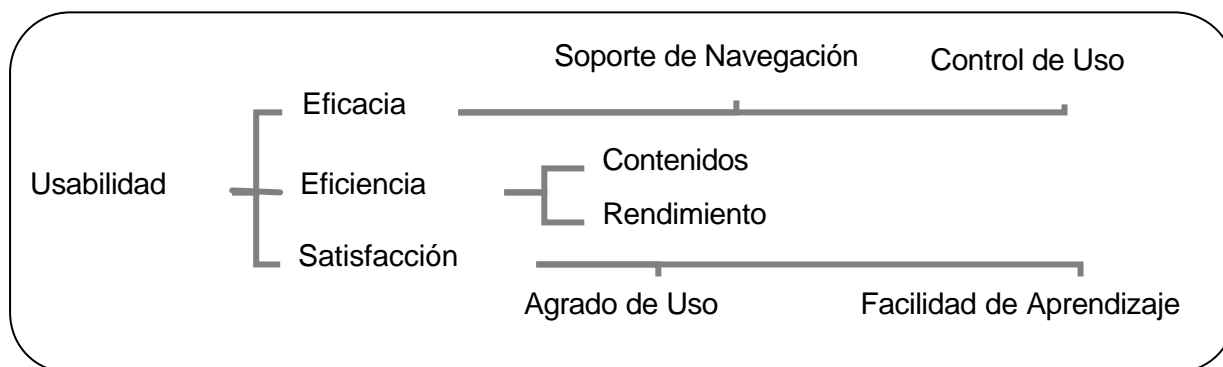 Soporte de Navegación
Control de Uso
Eficacia
Contenidos
Usabilidad
Eficiencia
Rendimiento
Satisfacción
Agrado de Uso
Facilidad de Aprendizaje